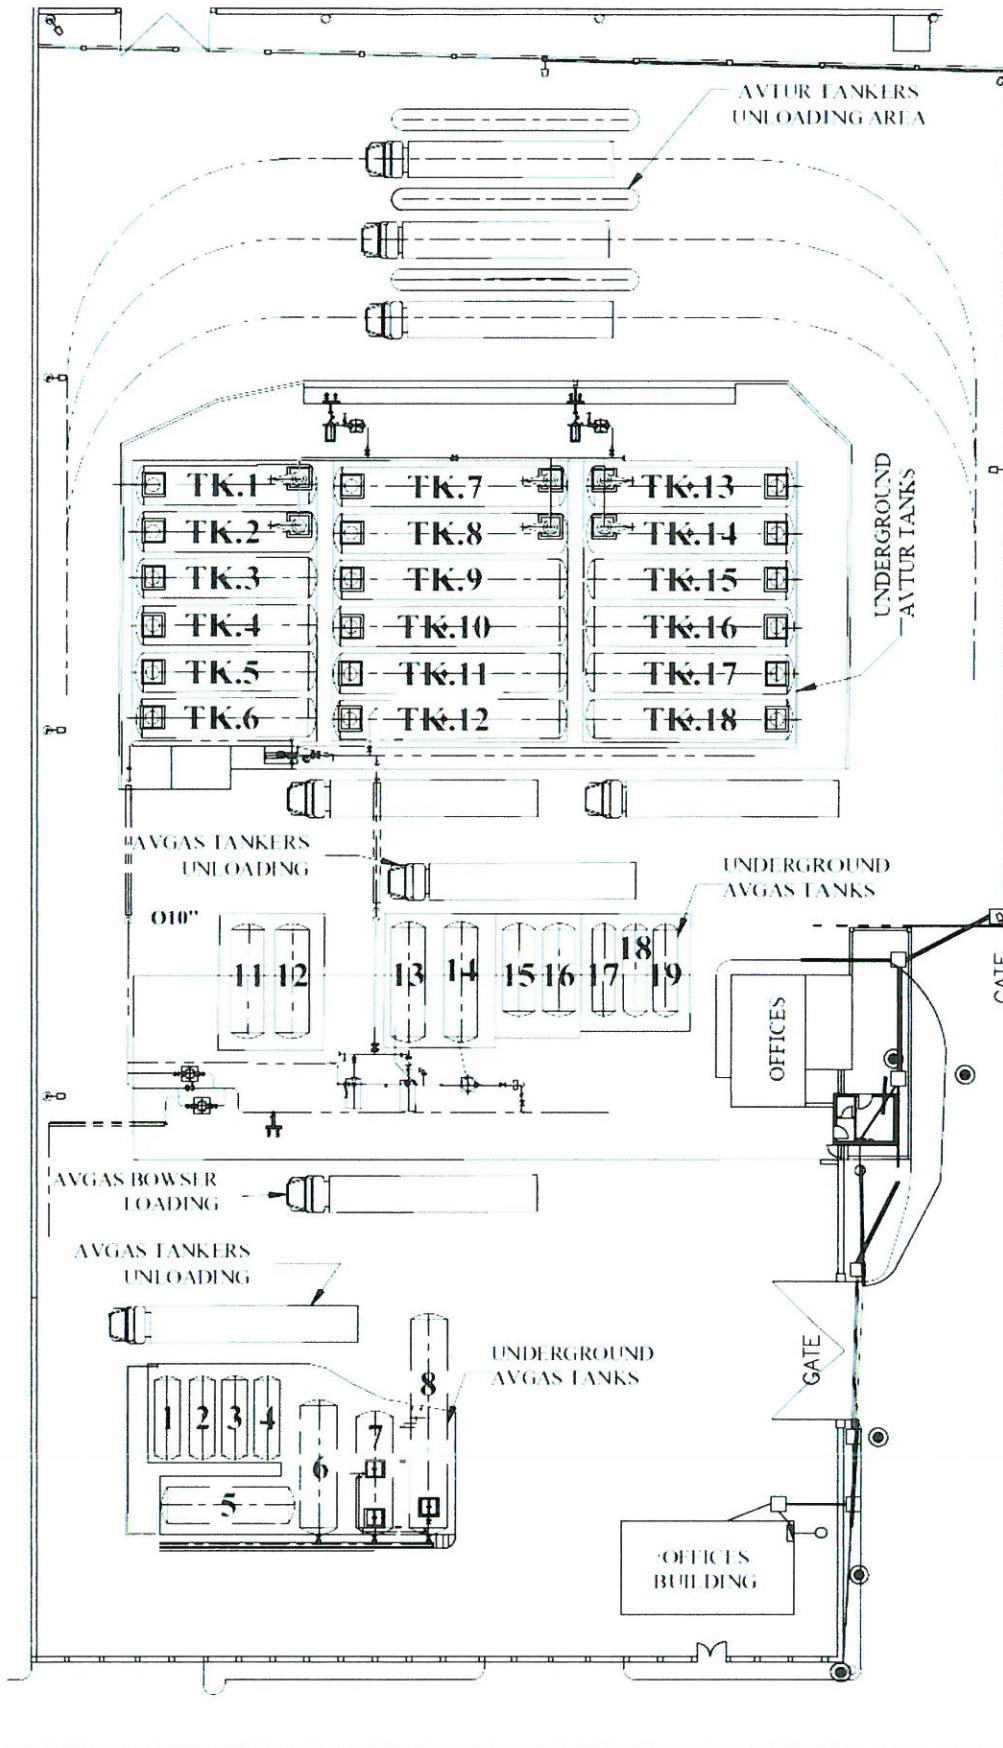 AVTUR TANKERS
UNLOADING AREA
TK.1
TK.7
TK.13
TK.2
TK.8
TK.14
TK.3
TK.9
TK.15
TK.4
TK.10
TK.16
TK.5
TK.11
TK.17
TK.6
TK.12
TK.18
UNDERGROUND
AVTUR TANKS
AVGAS TANKERS
UNLOADING
UNDERGROUND
AVGAS TANKS
O10"
11 12 13 14 15 16 17 18 19
OFFICES
GATE
AVGAS BOWSER
LOADING
AVGAS TANKERS
UNLOADING
UNDERGROUND
AVGAS TANKS
GATE
1 2 3 4 5 6 7 8
OFFICES
BUILDING